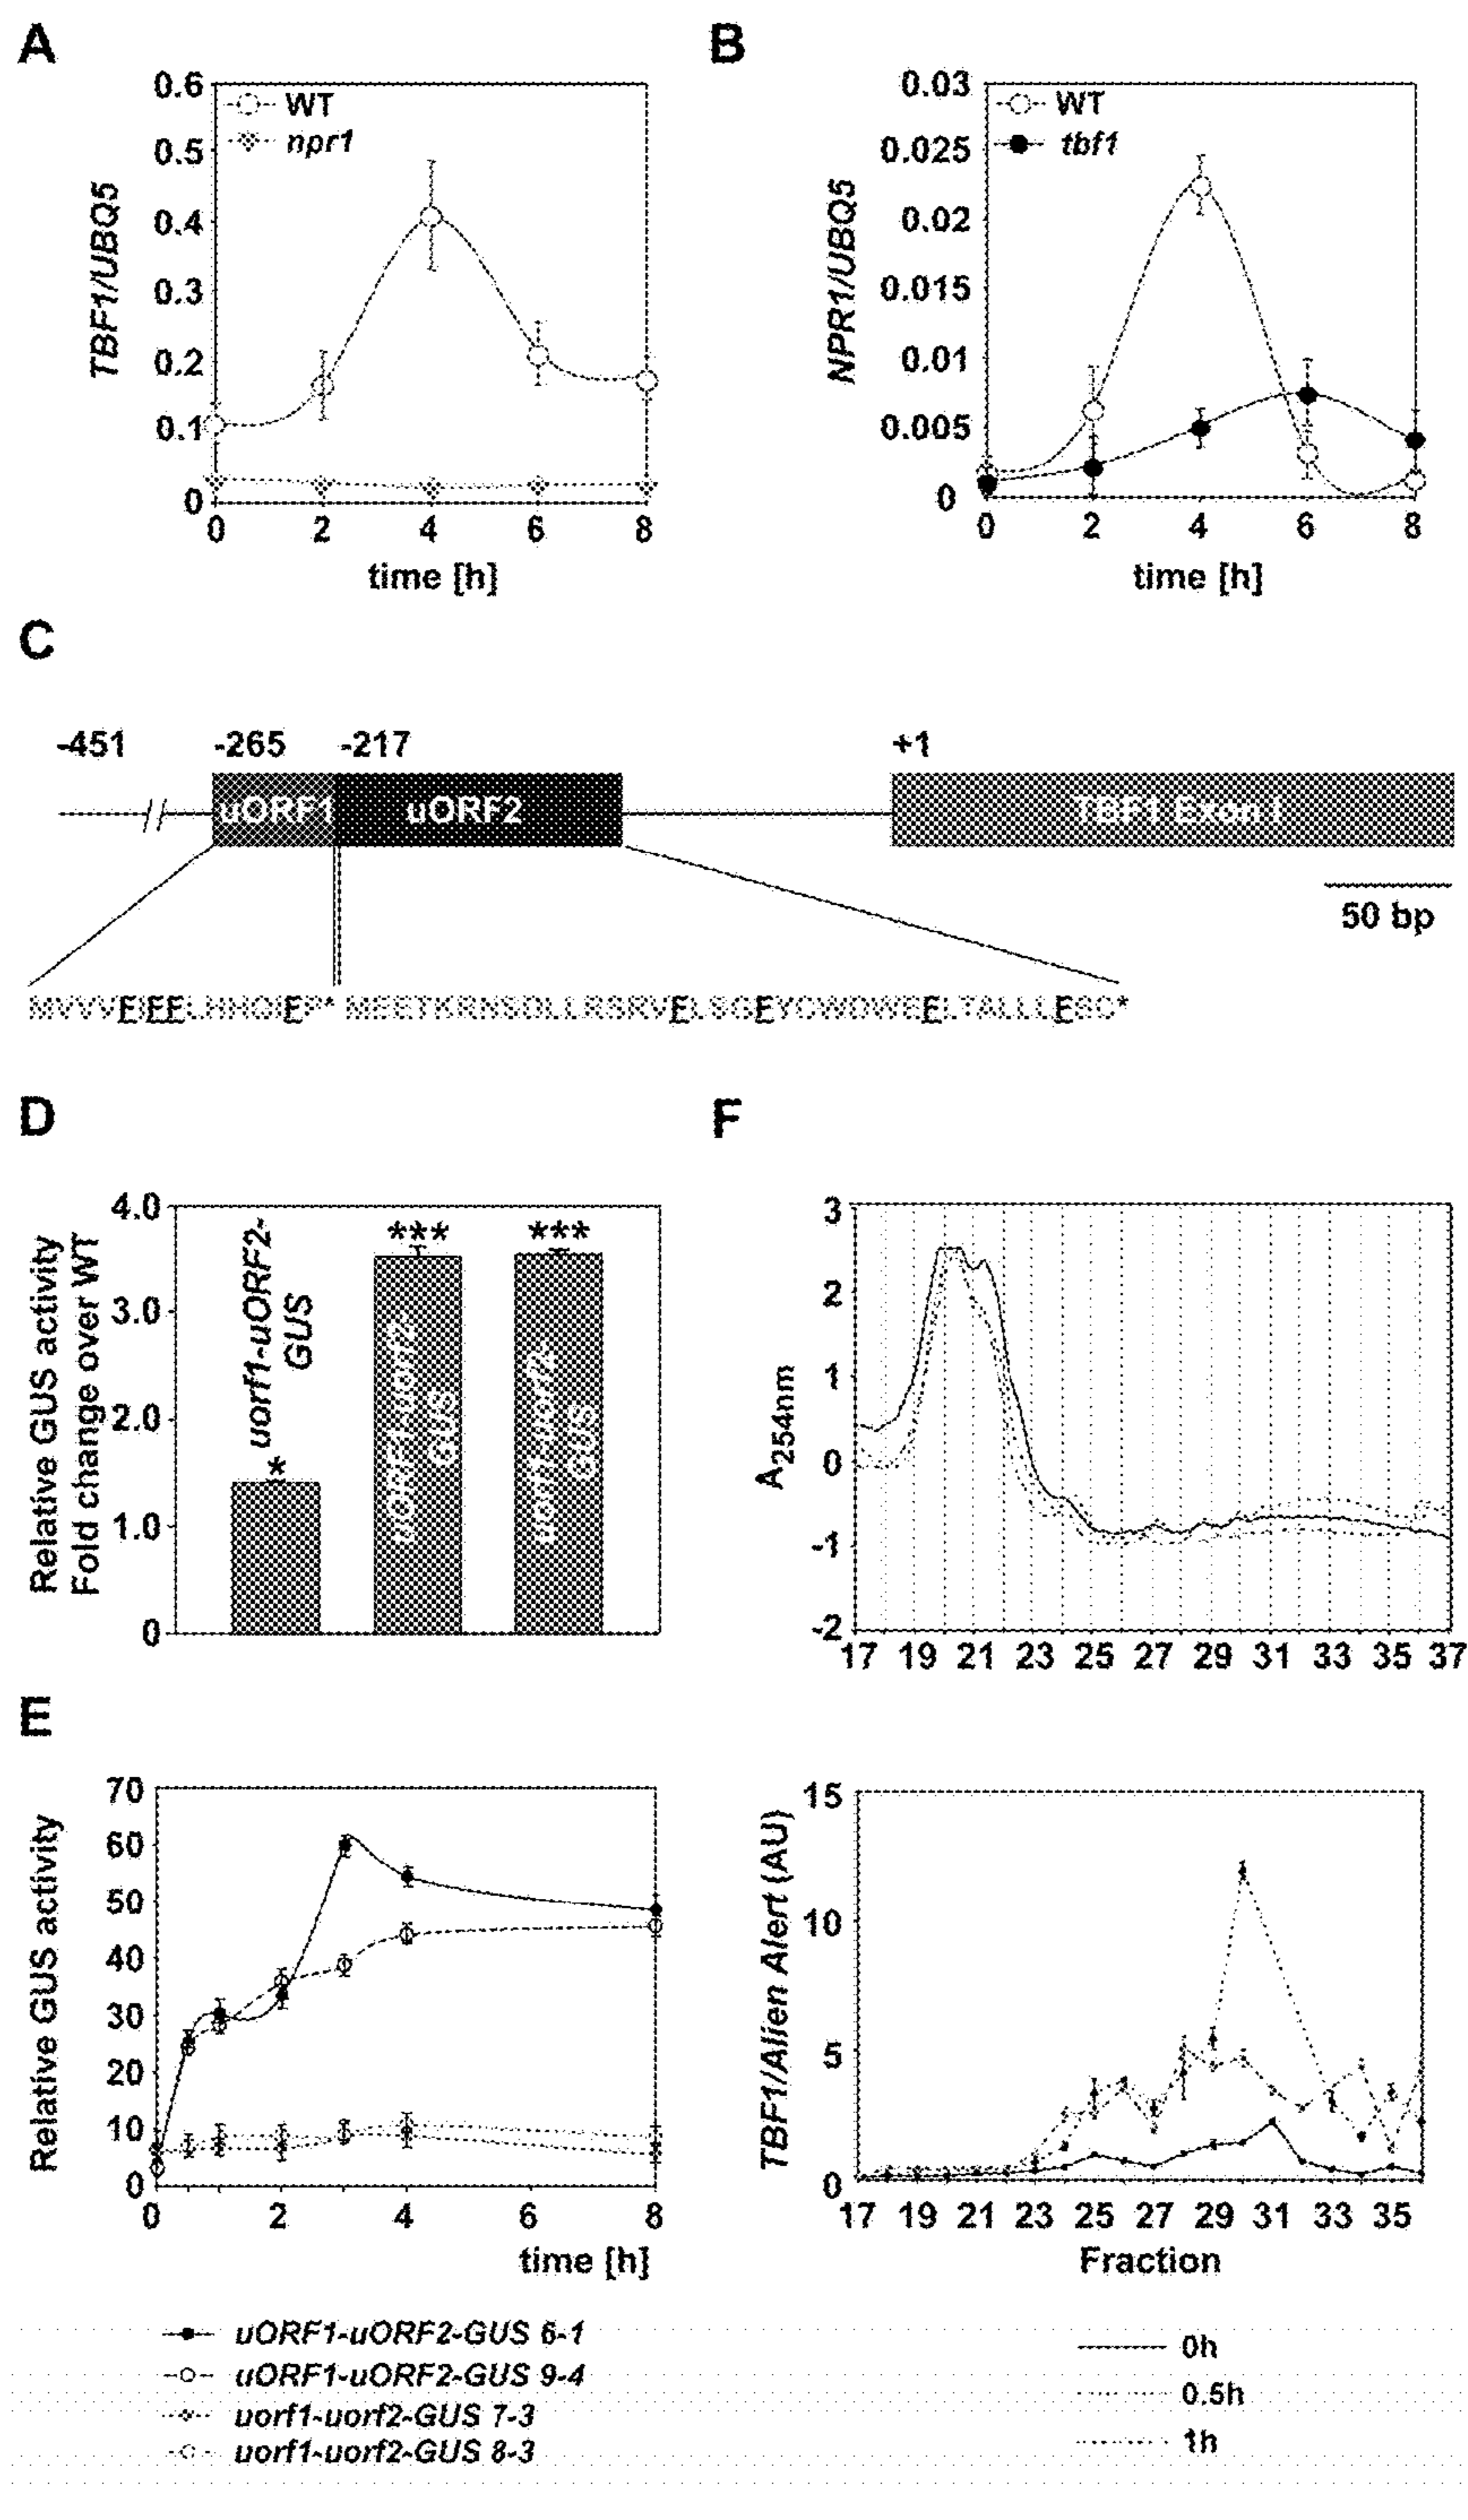 A
TBF1/UBQ5
0.6
0.5
0.4
0.3
0.2
0.1
0
WT
npr1
0 2 4 6 8
time [h]
B
NPR1/UBQ5
0.03
0.025
0.02
0.015
0.01
0.005
0
WT
tbf1
0 2 4 6 8
time [h]
C
-451 -265 -217 +1
uORF1 uORF2 TBF1 Exon I
50 bp
D
Relative GUS activity
Fold change over WT
4.0
3.0
2.0
1.0
0
*
uorf1-uORF2-
GUS
***
uORF1-uorf2
GUS
***
uorf1-uorf2
GUS
F
A254nm
3
2
1
0
-1
-2
17 19 21 23 25 27 29 31 33 35 37
E
Relative GUS activity
70
60
50
40
30
20
10
0
0 2 4 6 8
time [h]
uORF1-uORF2-GUS 6-1
uORF1-uORF2-GUS 9-4
uorf1-uorf2-GUS 7-3
uorf1-uorf2-GUS 8-3
TBF1/Alien Alert (AU)
15
10
5
0
17 19 21 23 25 27 29 31 33 35
Fraction
0h
0.5h
1h